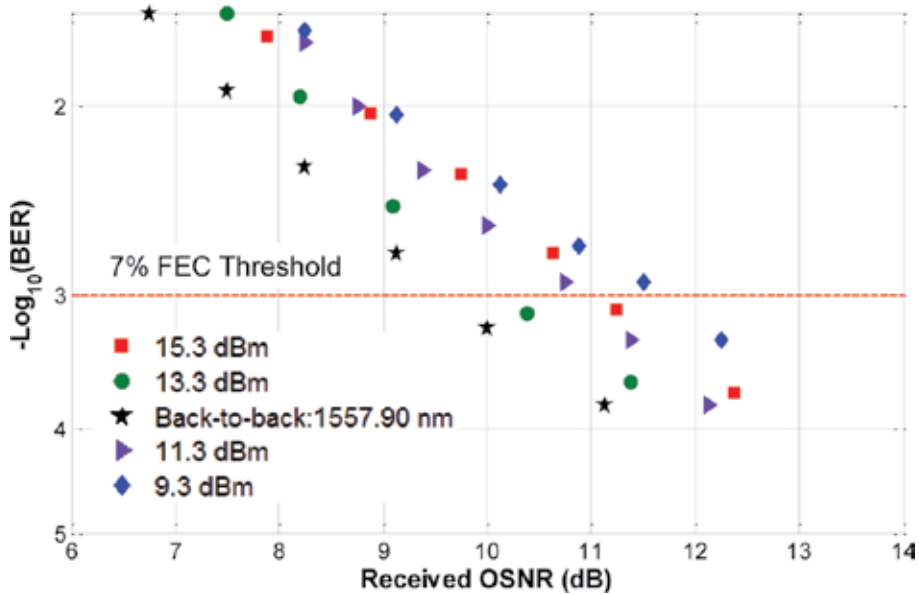 2
7% FEC Threshold
3
-Log10(BER)
15.3 dBm
13.3 dBm
Back-to-back:1557.90 nm
11.3 dBm
9.3 dBm
4
5
6 7 8 9 10 11 12 13 14
Received OSNR (dB)